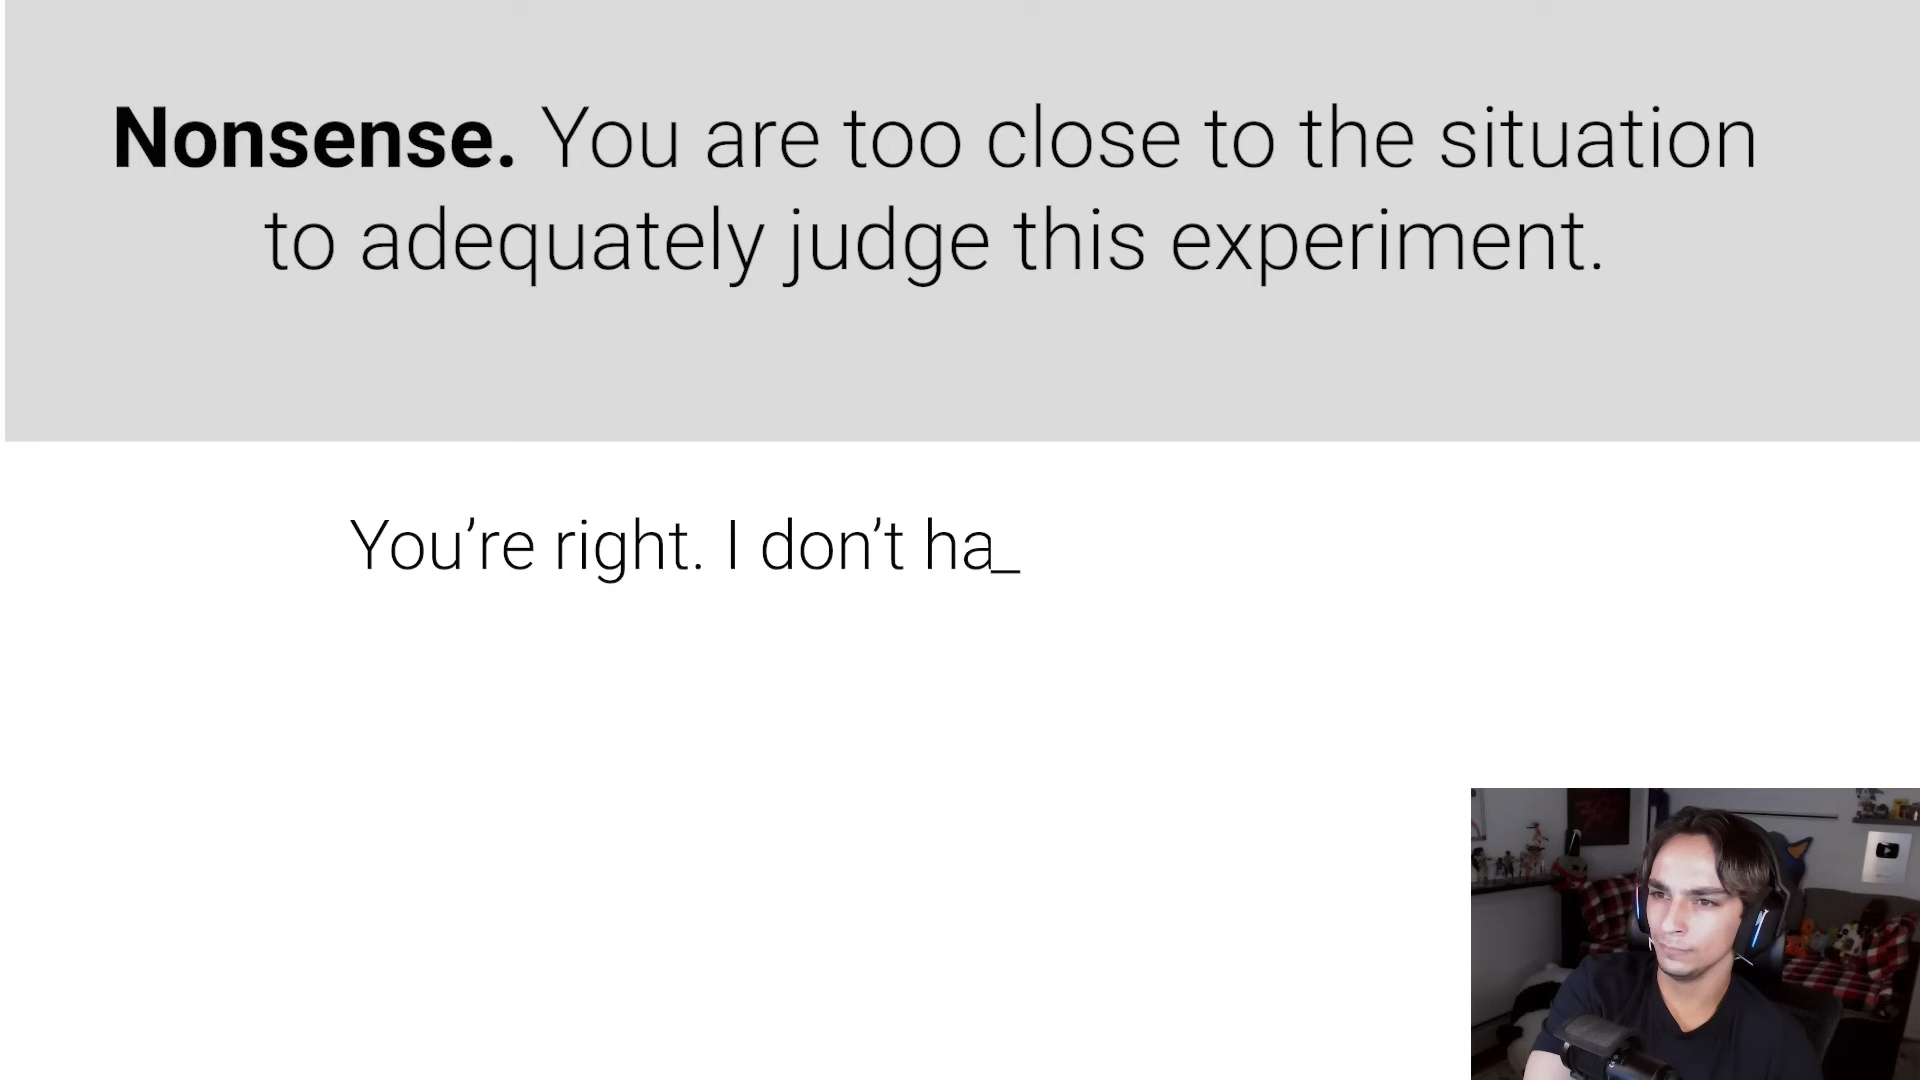 Nonsense. You are too close to the situation
to adequately judge this experiment.
You’re right. I don’t ha_